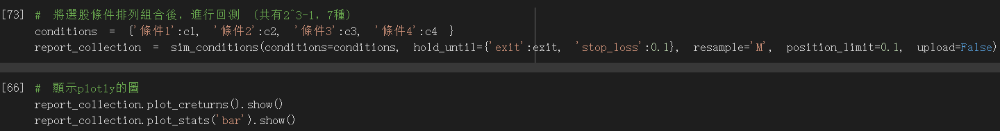 [73] # 將選股條件排列組合後，進行回測 (共有2^3-1，7種)
conditions = {'條件1':c1, '條件2':c2, '條件3':c3, '條件4':c4 }
report_collection = sim_conditions(conditions=conditions, hold_until={'exit':exit, 'stop_loss':0.1}, resample='M', position_limit=0.1, upload=False)
[66] # 顯示plotly的圖
report_collection.plot_creturns().show()
report_collection.plot_stats('bar').show()